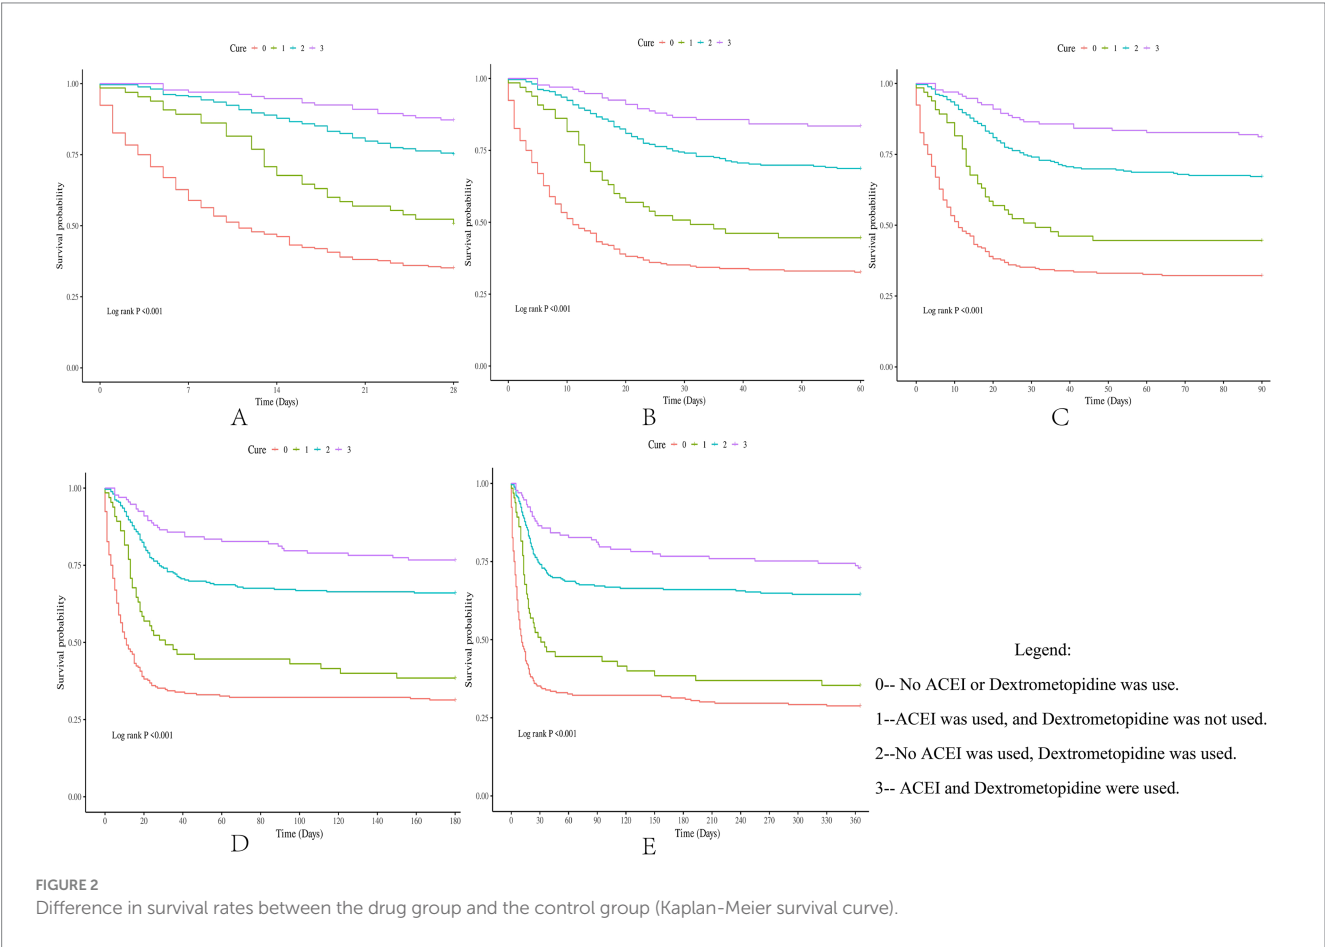 Cure 0 1 2 3
1.00
0.75
0.50
0.25
0.00
Survival probability
Log rank P <0.001
0 7 14 21 28
Time (Days)
A
Cure 0 1 2 3
1.00
0.75
0.50
0.25
0.00
Survival probability
Log rank P <0.001
0 10 20 30 40 50 60
Time (Days)
B
Cure 0 1 2 3
1.00
0.75
0.50
0.25
0.00
Survival probability
Log rank P <0.001
0 10 20 30 40 50 60 70 80 90
Time (Days)
C
Cure 0 1 2 3
1.00
0.75
0.50
0.25
0.00
Survival probability
Log rank P <0.001
0 20 40 60 80 100 120 140 160 180
Time (Days)
D
Cure 0 1 2 3
1.00
0.75
0.50
0.25
0.00
Survival probability
Log rank P <0.001
0 30 60 90 120 150 180 210 240 270 300 330 360
Time (Days)
E
Legend:
0-- No ACEI or Dextrometopidine was use.
1--ACEI was used, and Dextrometopidine was not used.
2--No ACEI was used, Dextrometopidine was used.
3-- ACEI and Dextrometopidine were used.
FIGURE 2
Difference in survival rates between the drug group and the control group (Kaplan-Meier survival curve).